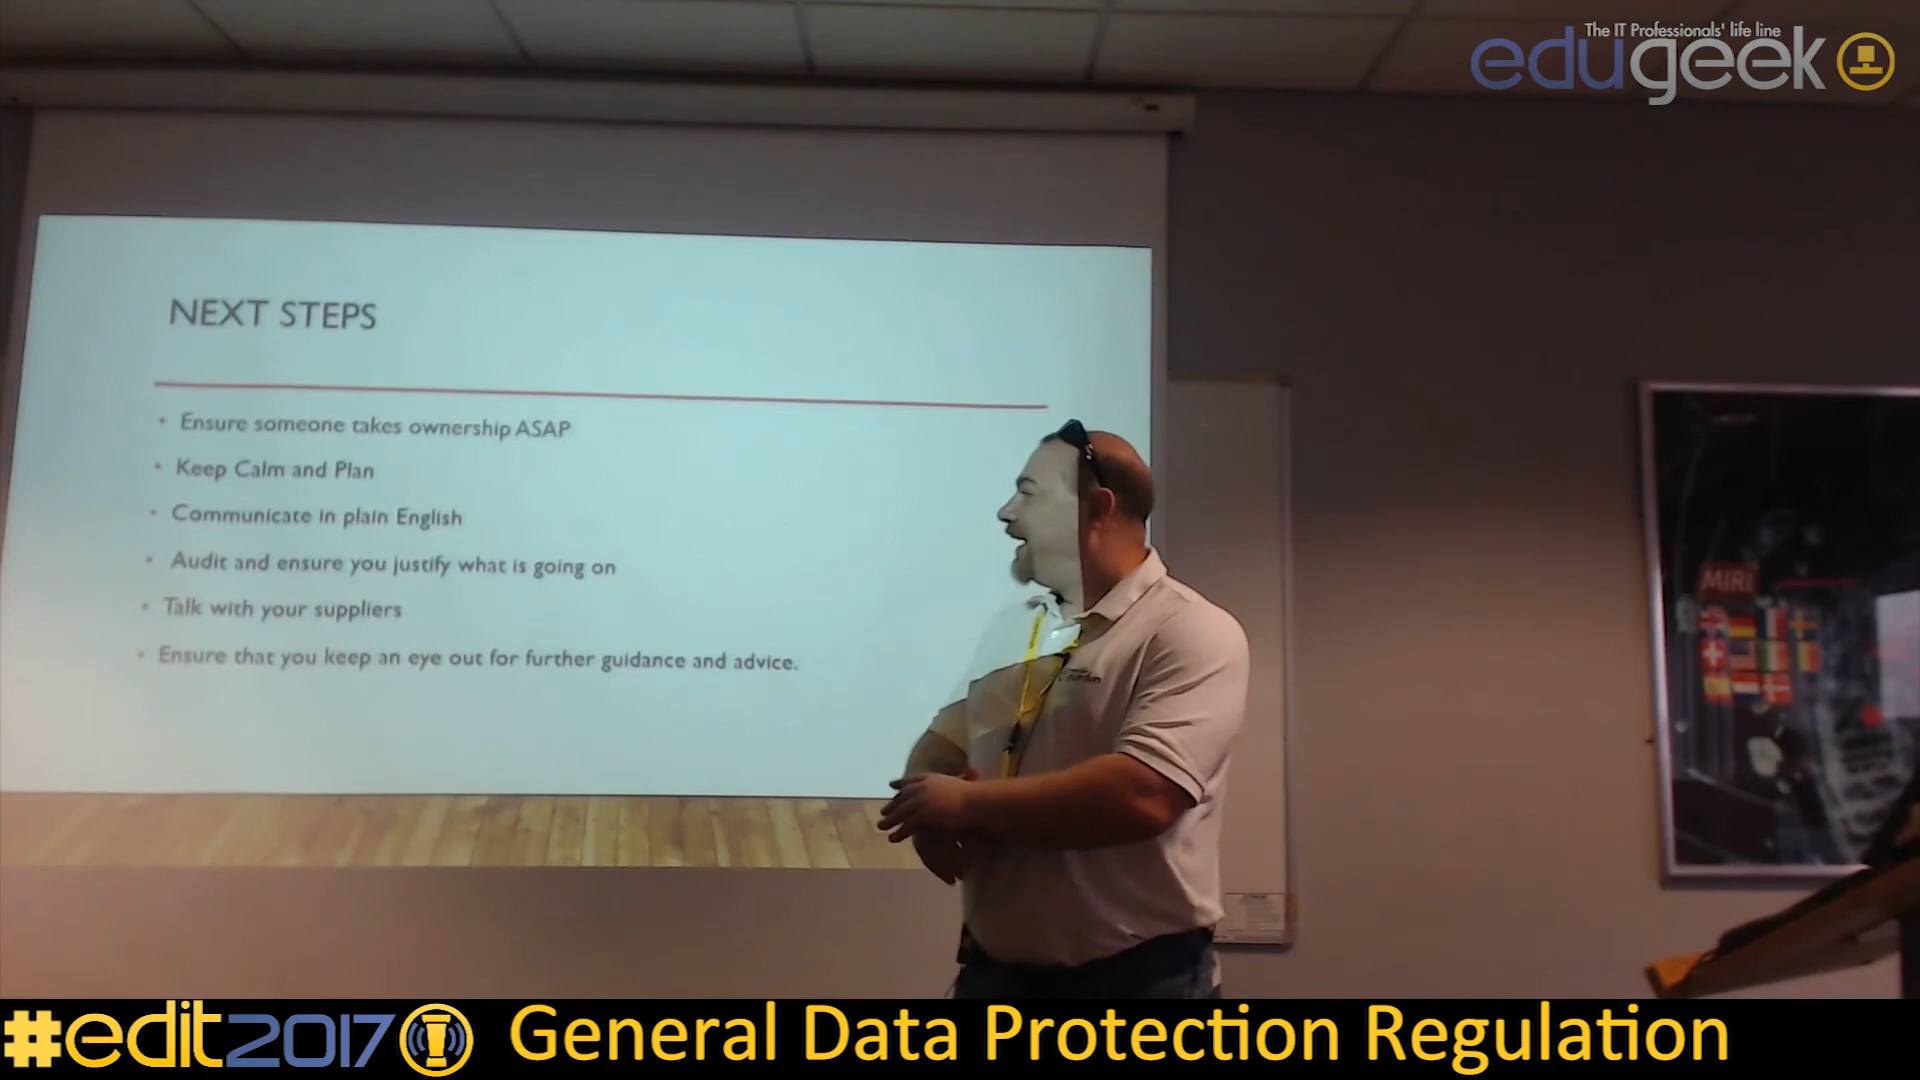 The IT Professionals' life line
edugeek
NEXT STEPS
• Ensure someone takes ownership ASAP
• Keep Calm and Plan
• Communicate in plain English
• Audit and ensure you justify what is going on
• Talk with your suppliers
• Ensure that you keep an eye out for further guidance and advice.
MIRI
#edit2017 General Data Protection Regulation